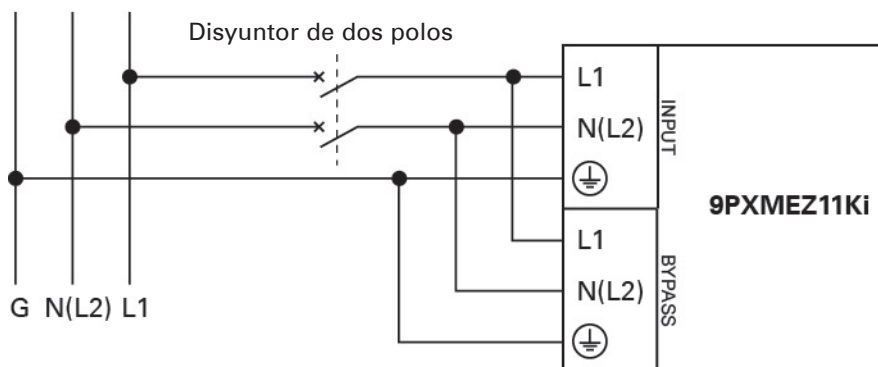 Disyuntor de dos polos
L1
N(L2)
INPUT
9PXMEZ11Ki
L1
N(L2)
BYPASS
G N(L2) L1